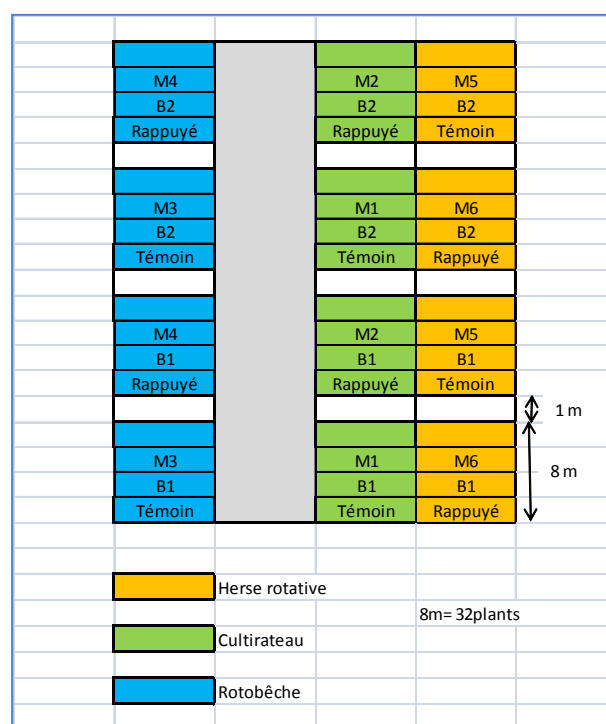 M4 M2 M5
B2 B2 B2
Rappuyé Rappuyé Témoin
M3 M1 M6
B2 B2 B2
Témoin Témoin Rappuyé
M4 M2 M5
B1 B1 B1
Rappuyé Rappuyé Témoin
1 m
M3 M1 M6
8 m
B1 B1 B1
Témoin Témoin Rappuyé
Herse rotative
8m= 32plants
Cultirateau
Rotobêche